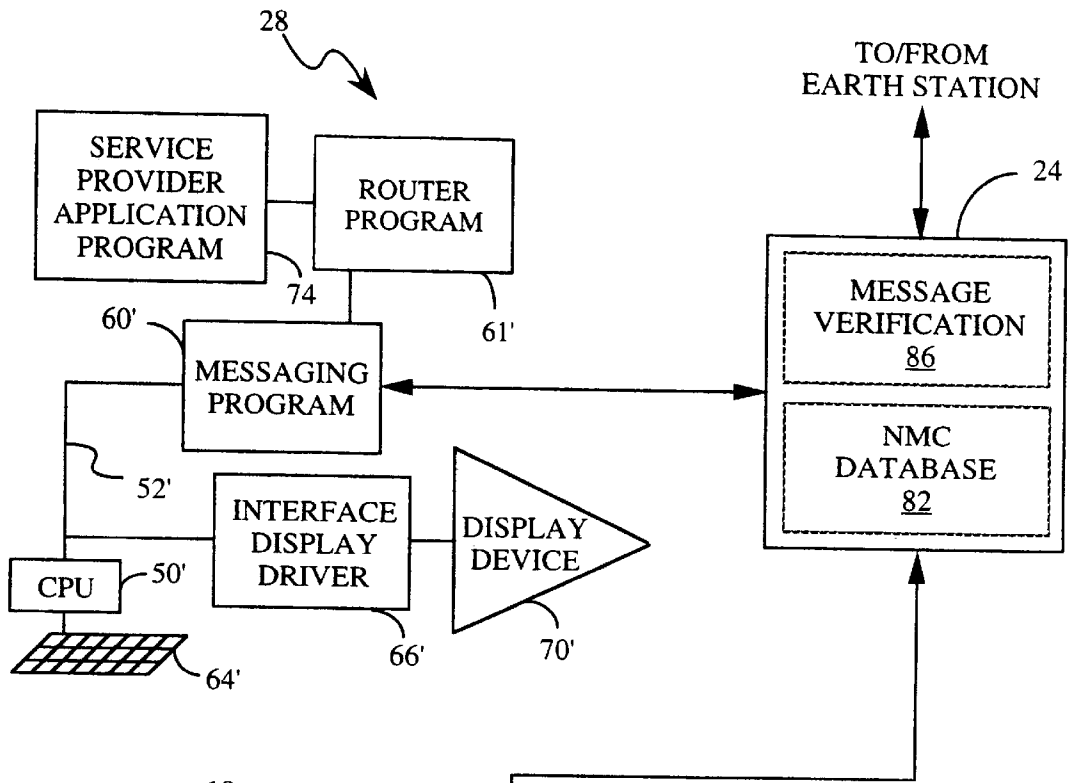 28
TO/FROM
EARTH STATION
SERVICE
PROVIDER
APPLICATION
PROGRAM
74
ROUTER
PROGRAM
61'
24
60'
MESSAGING
PROGRAM
MESSAGE
VERIFICATION
86
NMC
DATABASE
82
52'
INTERFACE
DISPLAY
DRIVER
66'
DISPLAY
DEVICE
70'
CPU
50'
64'